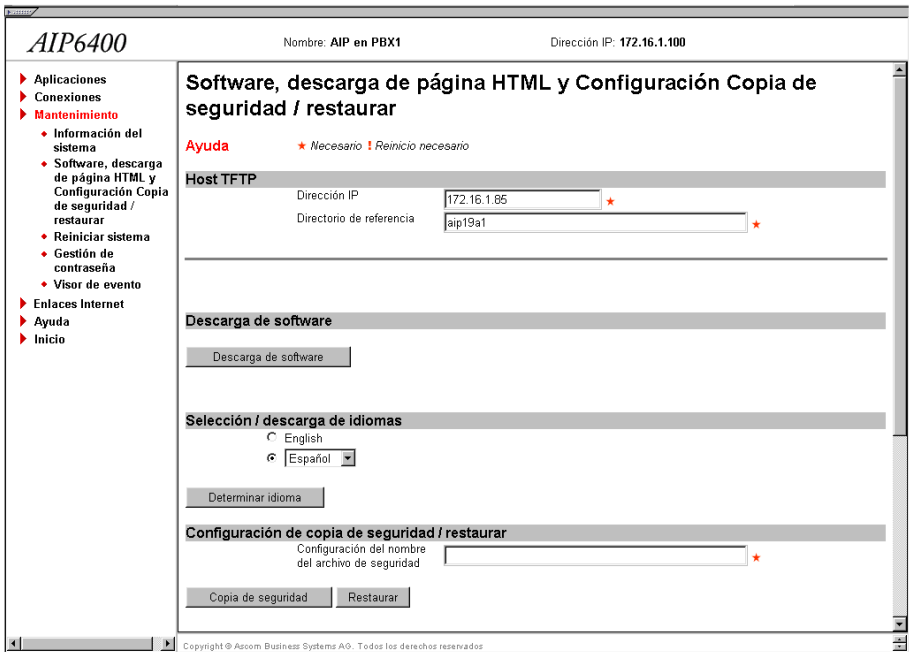 AIP6400
Nombre: AIP en PBX1
Dirección IP: 172.16.1.100
Aplicaciones
Conexiones
Mantenimiento
Información del
sistema
Software, descarga
de página HTML y
Configuración Copia
de seguridad /
restaurar
Reiniciar sistema
Gestión de
contraseña
Visor de evento
Enlaces Internet
Ayuda
Inicio
Software, descarga de página HTML y Configuración Copia de
seguridad / restaurar
Ayuda
★ Necesario ! Reinicio necesario
Host TFTP
Dirección IP
172.16.1.85 ★
Directorio de referencia
aip19a1 ★
Descarga de software
Descarga de software
Selección / descarga de idiomas
English
Español
Determinar idioma
Configuración de copia de seguridad / restaurar
Configuración del nombre
del archivo de seguridad ★
Copia de seguridad
Restaurar
Copyright © Ascom Business Systems AG. Todos los derechos reservados